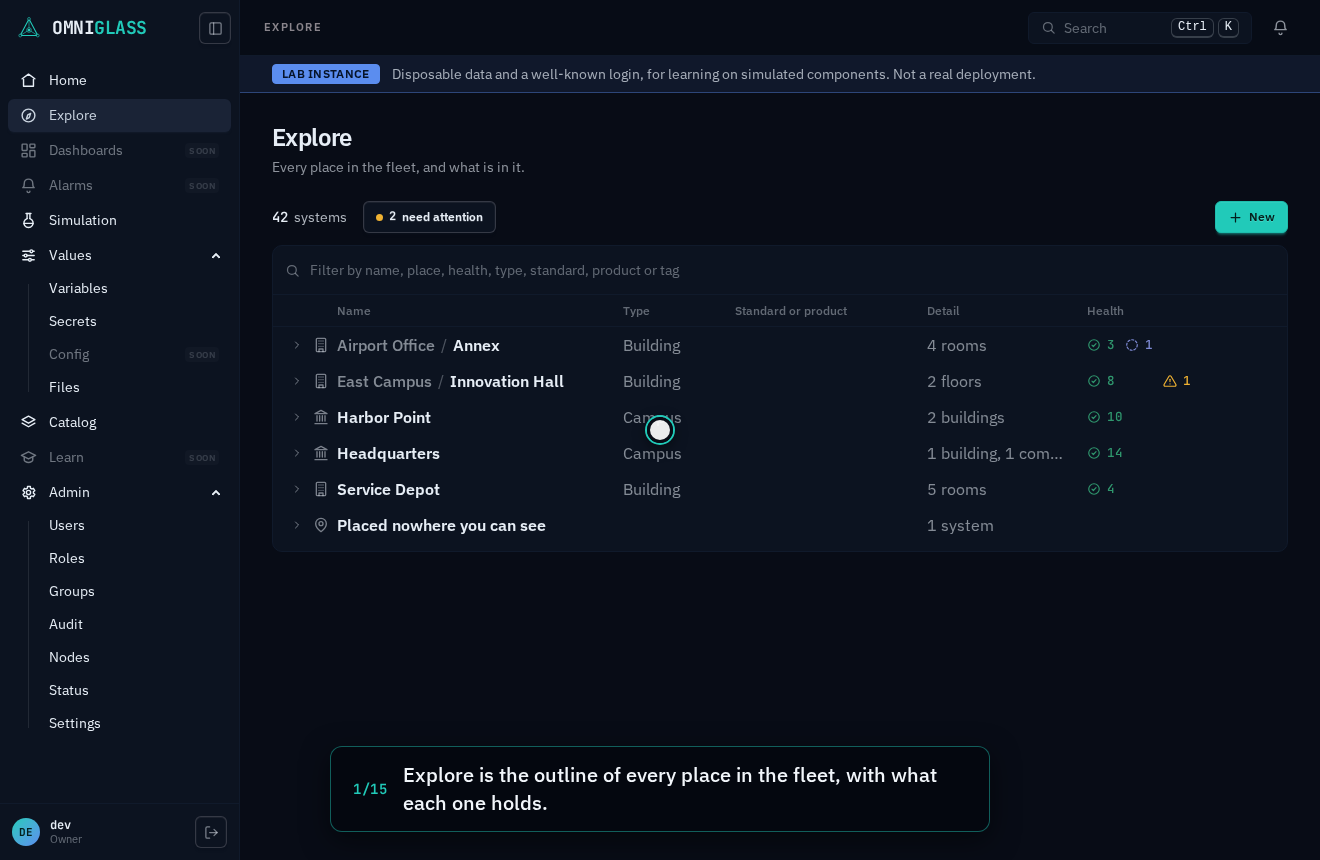 OMNIGLASS
EXPLORE
Search
Ctrl K
Home
Explore
Dashboards SOON
Alarms SOON
Simulation
Values
Variables
Secrets
Config SOON
Files
Catalog
Learn SOON
Admin
Users
Roles
Groups
Audit
Nodes
Status
Settings
DE
dev
Owner
LAB INSTANCE Disposable data and a well-known login, for learning on simulated components. Not a real deployment.
Explore
Every place in the fleet, and what is in it.
42 systems
2 need attention
New
Filter by name, place, health, type, standard, product or tag
Name Type Standard or product Detail Health
Airport Office / Annex Building 4 rooms 3 1
East Campus / Innovation Hall Building 2 floors 8 1
Harbor Point Campus 2 buildings 10
Headquarters Campus 1 building, 1 com... 14
Service Depot Building 5 rooms 4
Placed nowhere you can see 1 system
1/15
Explore is the outline of every place in the fleet, with what
each one holds.